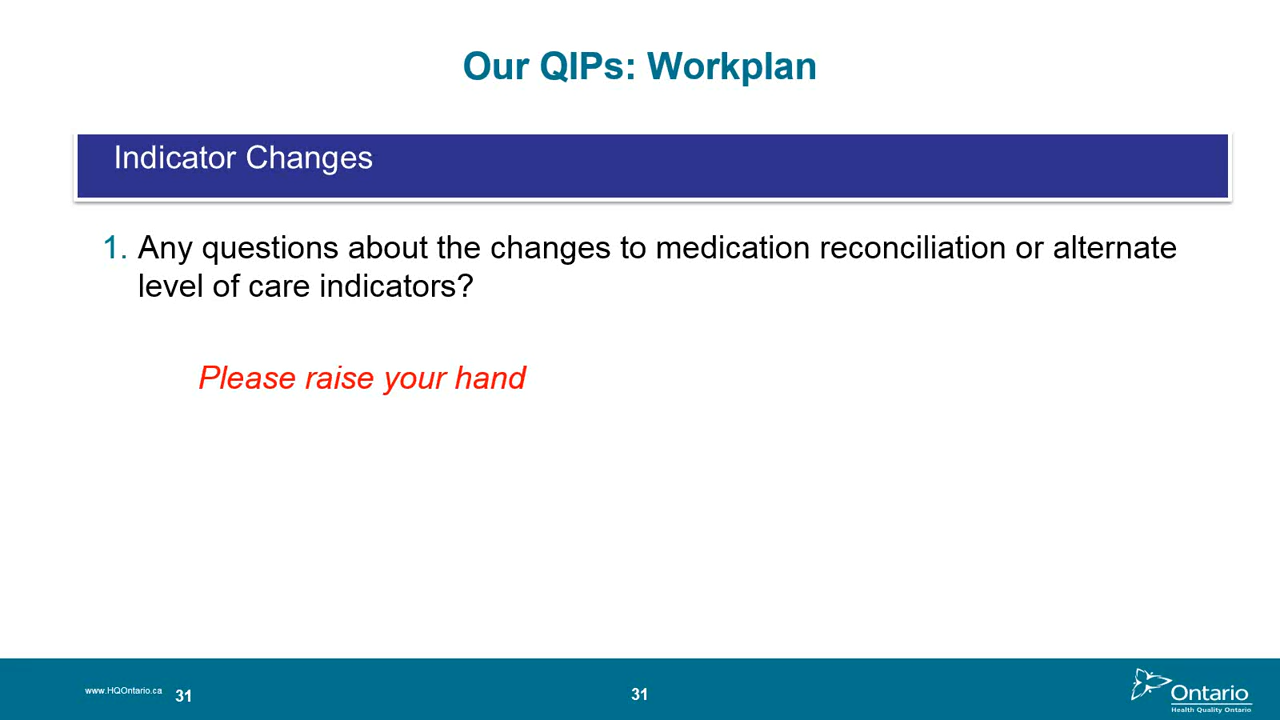 Our QIPs: Workplan
Indicator Changes
1. Any questions about the changes to medication reconciliation or alternate
level of care indicators?
Please raise your hand
www.HQOntario.ca
31
31
Ontario
Health Quality Ontario